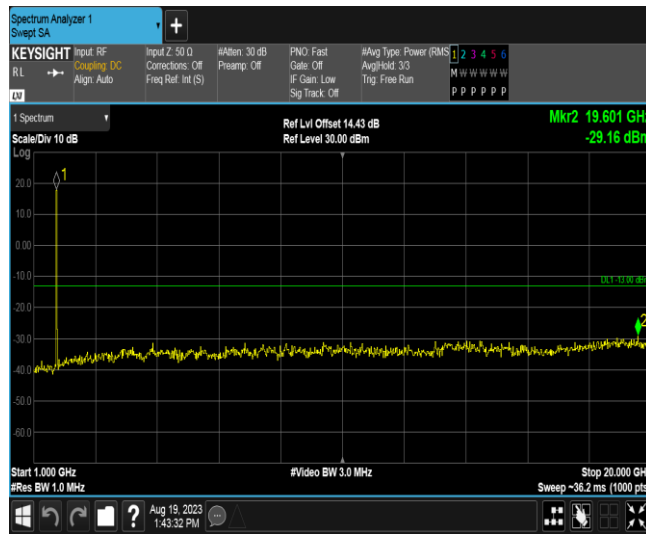 Spectrum Analyzer 1
Swept SA
KEYSIGHT
RL
LXI
Input: RF
Coupling: DC
Align: Auto
Input Z: 50 Ω
Corrections: Off
Freq Ref: Int (S)
#Atten: 30 dB
Preamp: Off
PNO: Fast
Gate: Off
IF Gain: Low
Sig Track: Off
#Avg Type: Power (RMS
Avg|Hold: 3/3
Trig: Free Run
1 2 3 4 5 6
M W W W W W
P P P P P P
1 Spectrum
Scale/Div 10 dB
Log
Ref Lvl Offset 14.43 dB
Ref Level 30.00 dBm
Mkr2 19.601 GHz
-29.16 dBm
1
20.0
10.0
0.00
-10.0
DL1 -13.00 dBm
-20.0
2
-30.0
-40.0
-50.0
-60.0
Start 1.000 GHz
#Res BW 1.0 MHz
#Video BW 3.0 MHz
Stop 20.000 GH
Sweep ~36.2 ms (1000 pts
?
Aug 19, 2023
1:43:32 PM